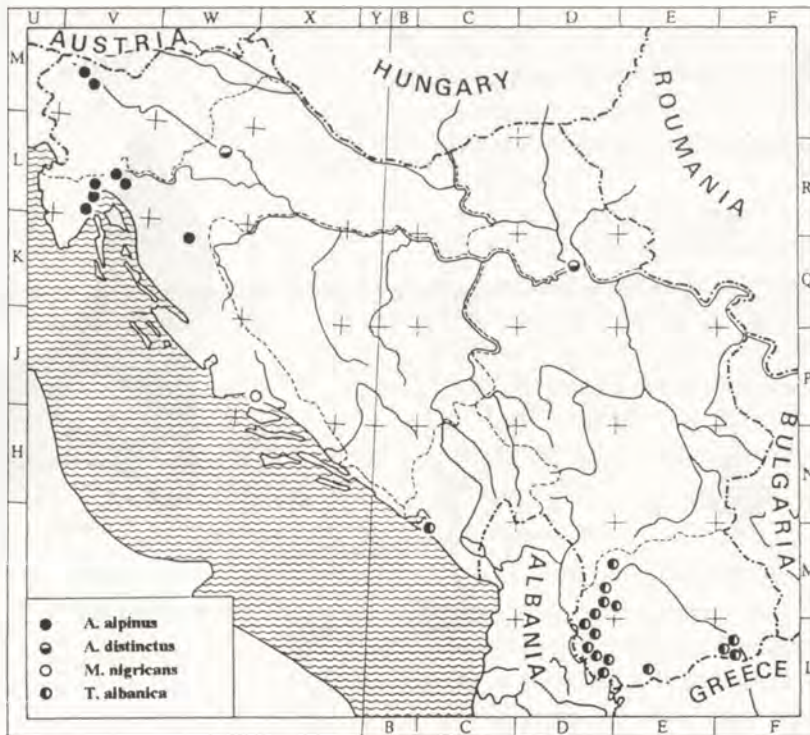 U V W X Y B C D E F
AUSTRIA
HUNGARY
ROUMANIA
M
L
K
J
H
R
Q
P
N
M
L
BULGARIA
ALBANIA
GREECE
A. alpinus
A. distinctus
M. nigricans
T. albanica
B C D E F